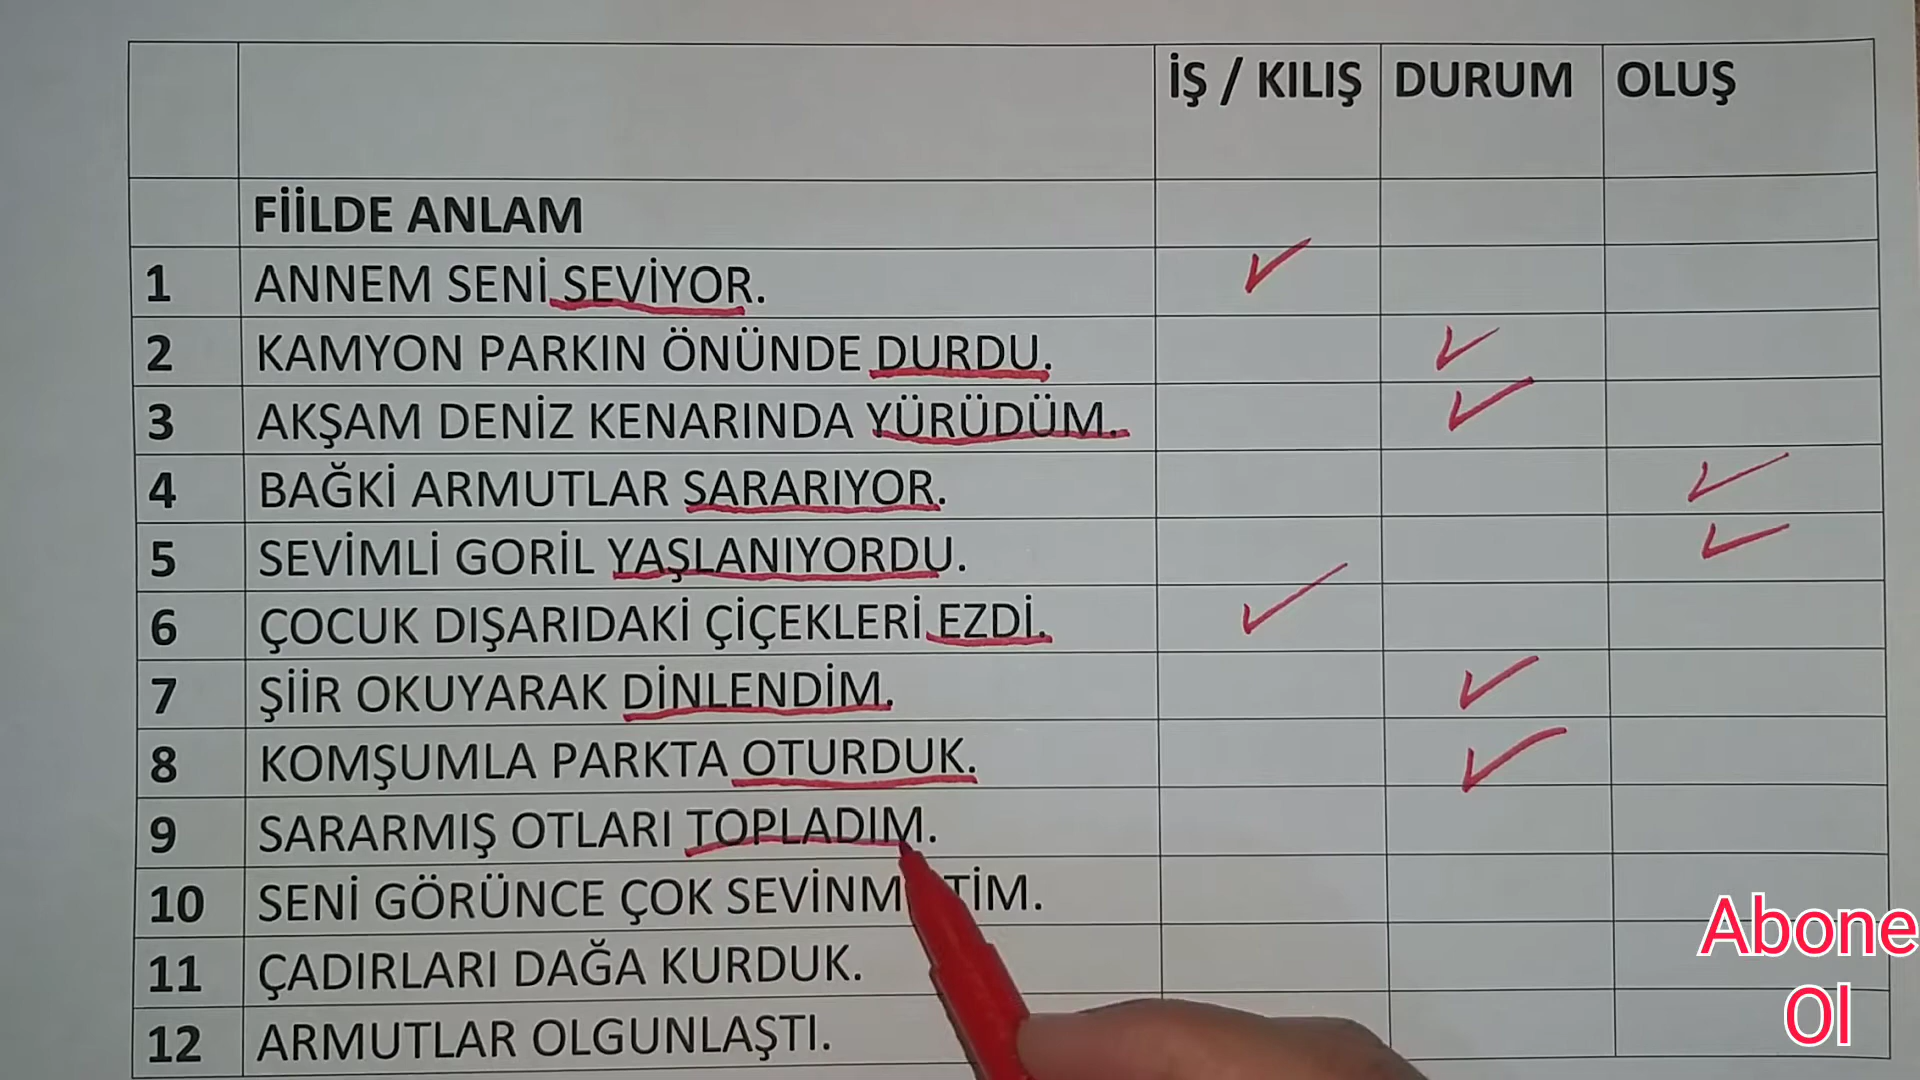 İŞ / KILIŞ DURUM OLUŞ
FİİLDE ANLAM
1 ANNEM SENİ SEVİYOR.
2 KAMYON PARKIN ÖNÜNDE DURDU.
3 AKŞAM DENİZ KENARINDA YÜRÜDÜM.
4 BAĞKİ ARMUTLAR SARARIYOR.
5 SEVİMLİ GORİL YAŞLANIYORDU.
6 ÇOCUK DIŞARIDAKİ ÇİÇEKLERİ EZDİ.
7 ŞİİR OKUYARAK DİNLENDİM.
8 KOMŞUMLA PARKTA OTURDUK.
9 SARARMIŞ OTLARI TOPLADIM.
10 SENİ GÖRÜNCE ÇOK
11 ÇADIRLARI DAĞA KURDUK.
12 ARMUTLAR OLGUNLAŞTI.
Abone
Ol